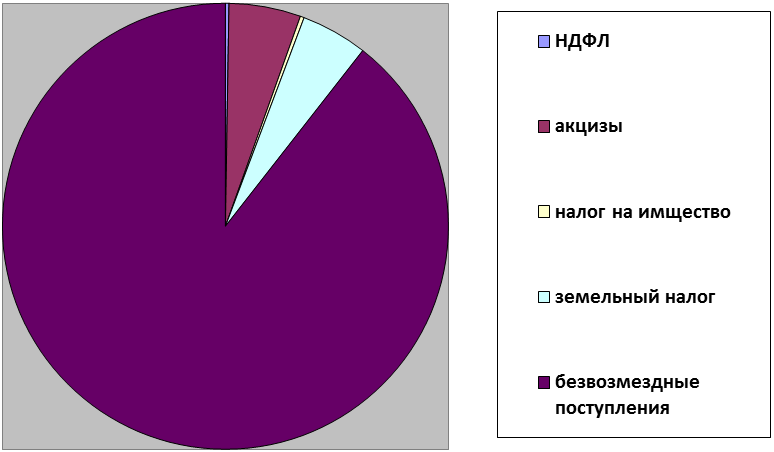 НДФЛ
акцизы
налог на имщество
земельный налог
безвозмездные
поступления